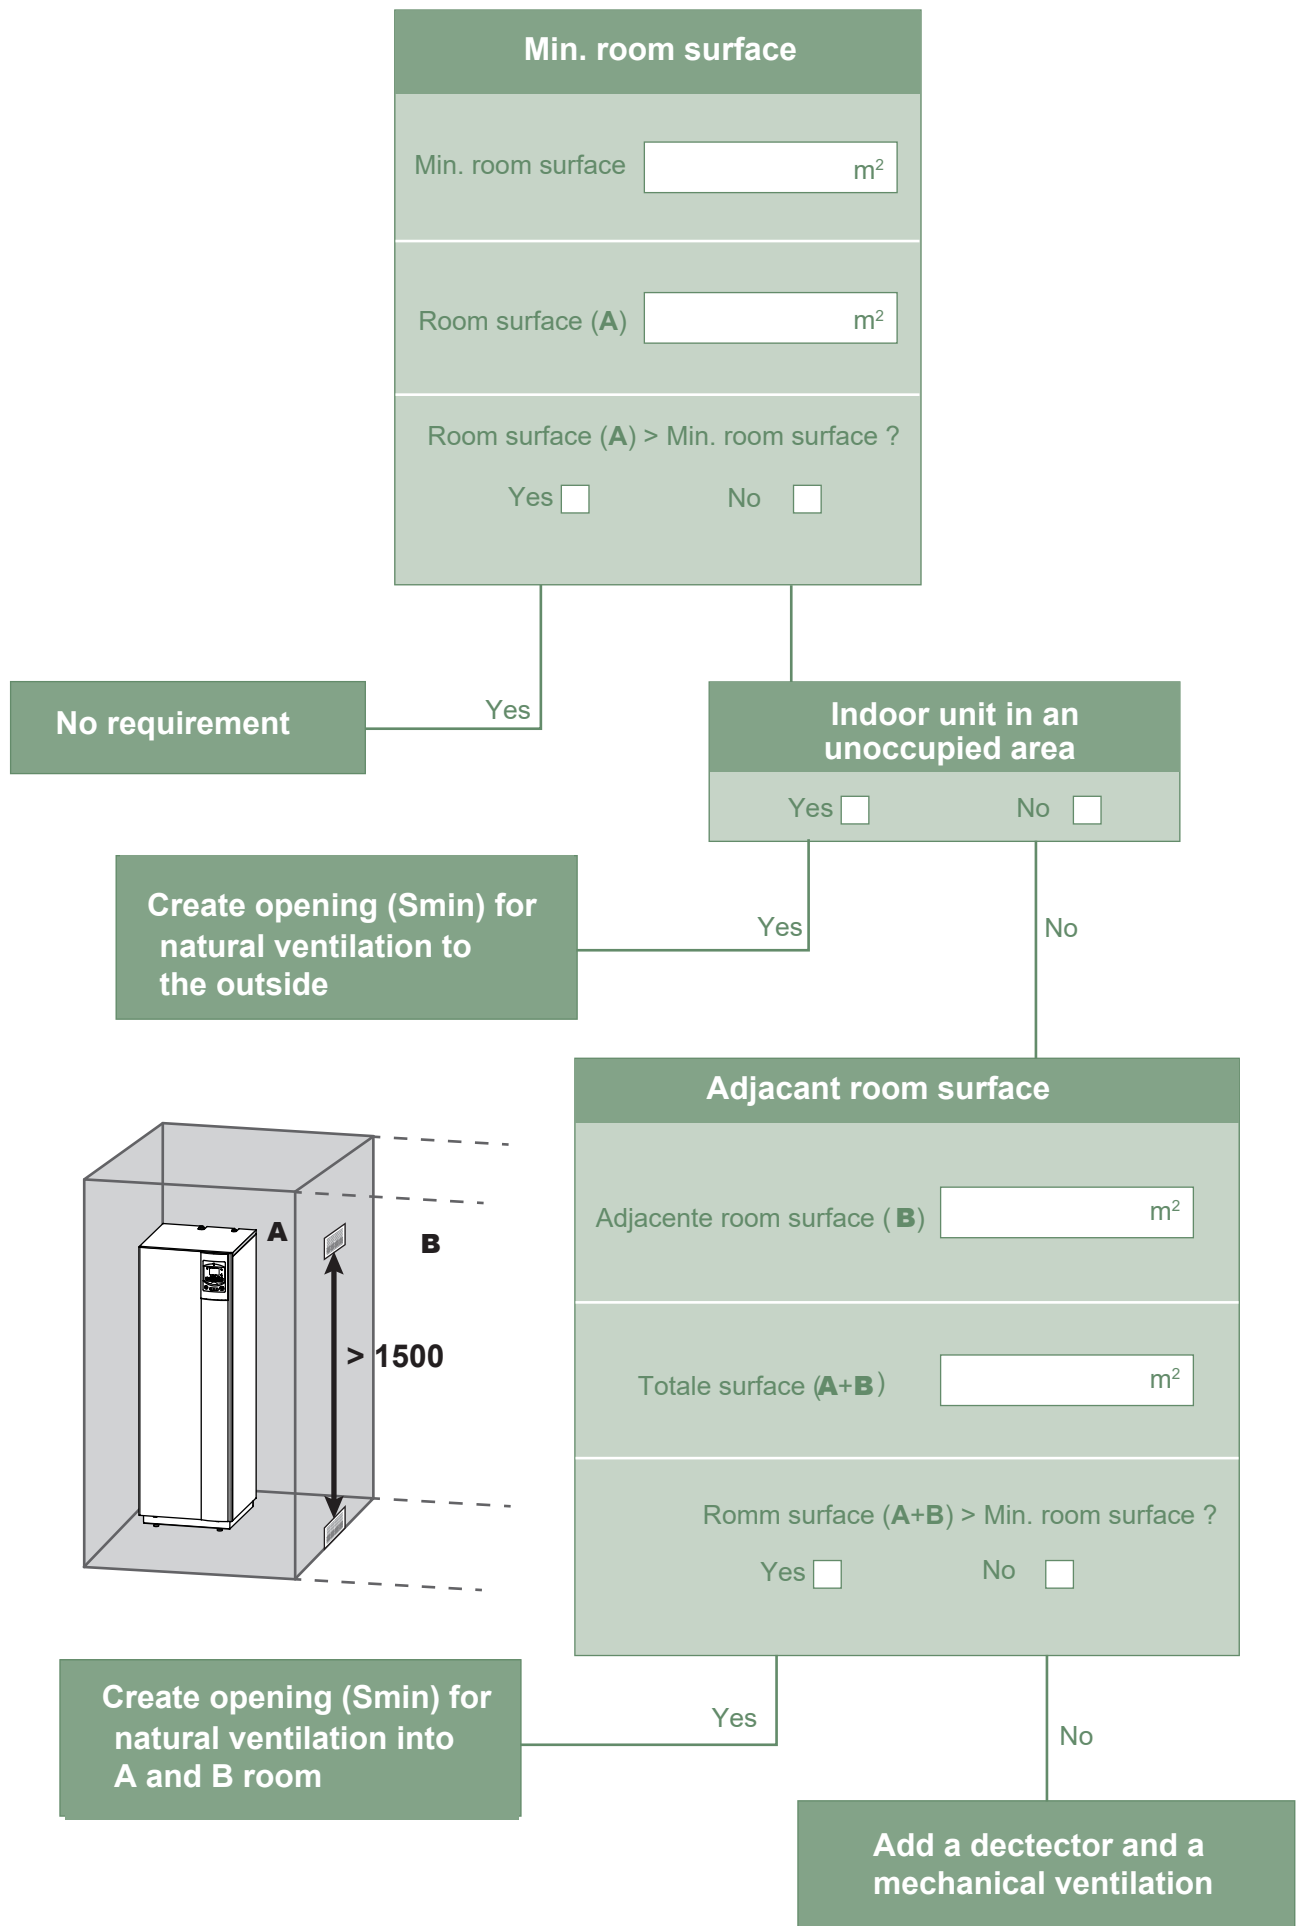 Min. room surface
Min. room surface m²
Room surface (A) m²
Room surface (A) > Min. room surface ?
Yes No
Yes
No requirement
Indoor unit in an
unoccupied area
Yes No
Create opening (Smin) for
natural ventilation to
the outside
Yes
No
Adjacant room surface
Adjacente room surface ( B) m²
Totale surface (A+B) m²
Romm surface (A+B) > Min. room surface ?
Yes No
A
B
> 1500
Create opening (Smin) for
natural ventilation into
A and B room
Yes
No
Add a dectector and a
mechanical ventilation